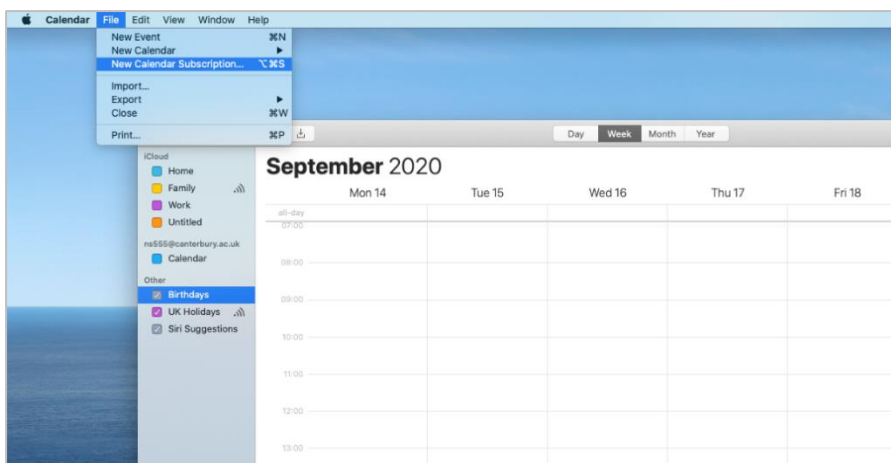 Calendar File Edit View Window Help
New Event ⌘N
New Calendar ▶
New Calendar Subscription... ⌥⌘S
Import...
Export ▶
Close ⌘W
Print... ⌘P
Day Week Month Year
iCloud
Home
Family
Work
Untitled
ns555@canterbury.ac.uk
Calendar
Other
Birthdays
UK Holidays
Siri Suggestions
September 2020
Mon 14 Tue 15 Wed 16 Thu 17 Fri 18
all-day
07:00
08:00
09:00
10:00
11:00
12:00
13:00